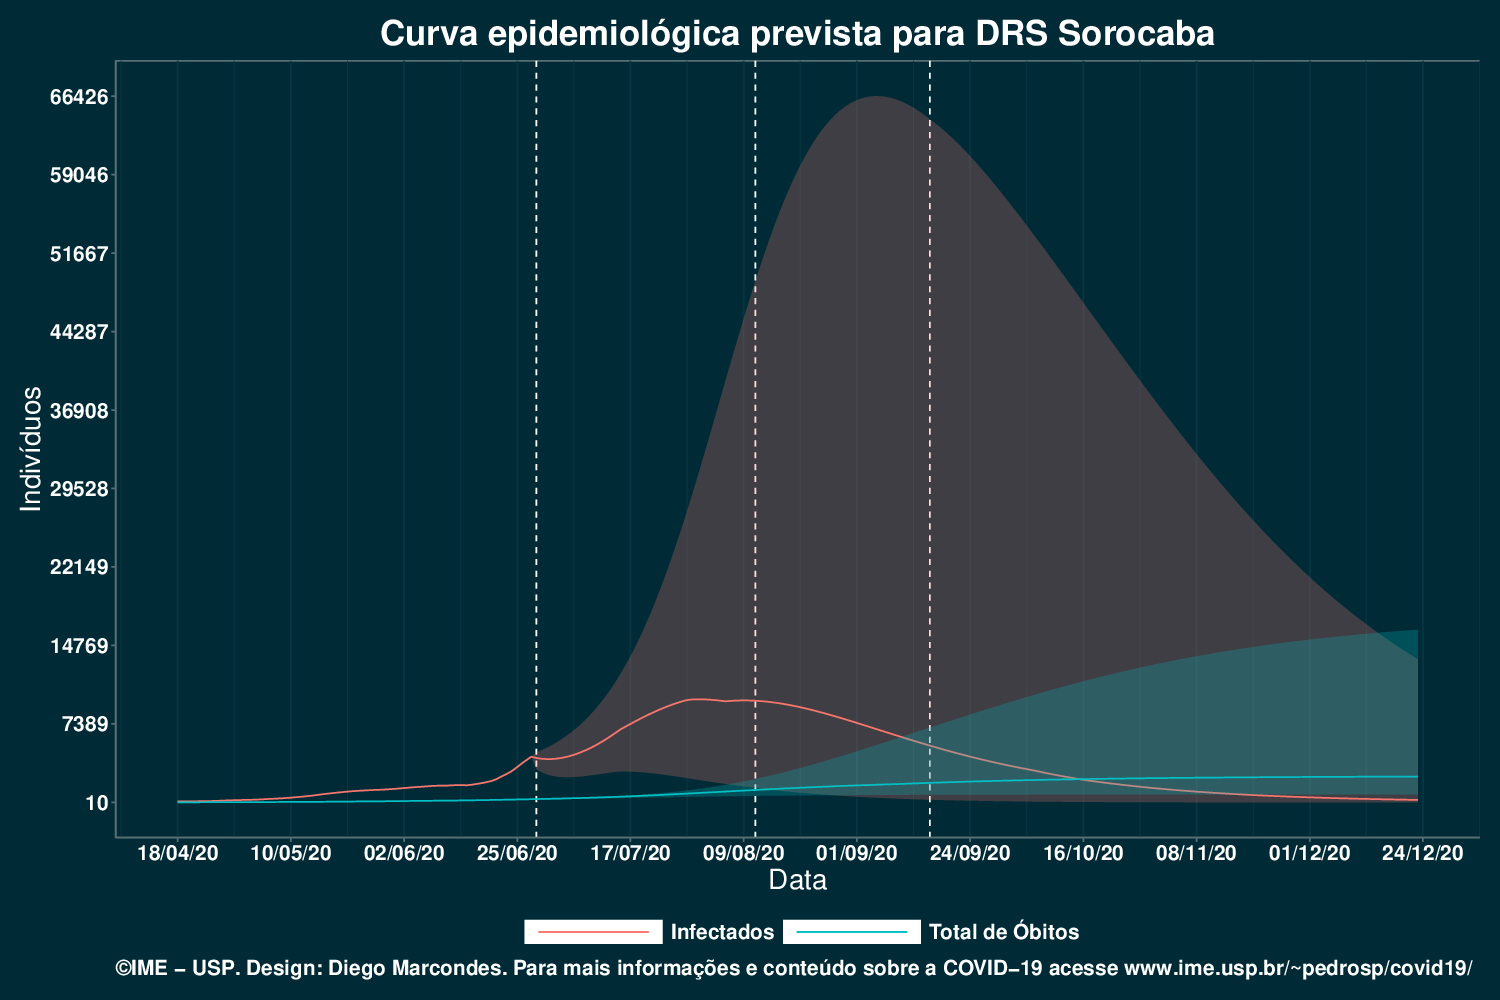 Curva epidemiológica prevista para DRS Sorocaba
66426
59046
51667
44287
36908
29528
22149
14769
7389
10
Indivíduos
18/04/20 10/05/20 02/06/20 25/06/20 17/07/20 09/08/20 01/09/20 24/09/20 16/10/20 08/11/20 01/12/20 24/12/20
Data
Infectados Total de Óbitos
©IME − USP. Design: Diego Marcondes. Para mais informações e conteúdo sobre a COVID−19 acesse www.ime.usp.br/~pedrosp/covid19/